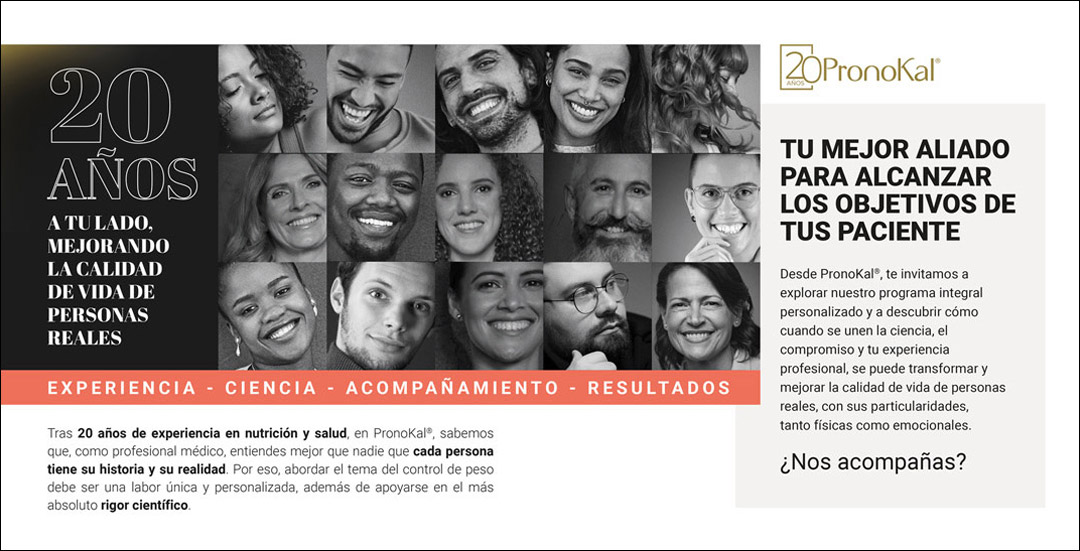 20
AÑOS
A TU LADO,
MEJORANDO
LA CALIDAD
DE VIDA DE
PERSONAS
REALES
EXPERIENCIA - CIENCIA - ACOMPAÑAMIENTO - RESULTADOS
Tras 20 años de experiencia en nutrición y salud, en PronoKal®, sabemos
que, como profesional médico, entiendes mejor que nadie que cada persona
tiene su historia y su realidad. Por eso, abordar el tema del control de peso
debe ser una labor única y personalizada, además de apoyarse en el más
absoluto rigor científico.
20 AÑOS PronoKal®
TU MEJOR ALIADO
PARA ALCANZAR
LOS OBJETIVOS DE
TUS PACIENTE
Desde PronoKal®, te invitamos a
explorar nuestro programa integral
personalizado y a descubrir cómo
cuando se unen la ciencia, el
compromiso y tu experiencia
profesional, se puede transformar y
mejorar la calidad de vida de personas
reales, con sus particularidades,
tanto físicas como emocionales.
¿Nos acompañas?